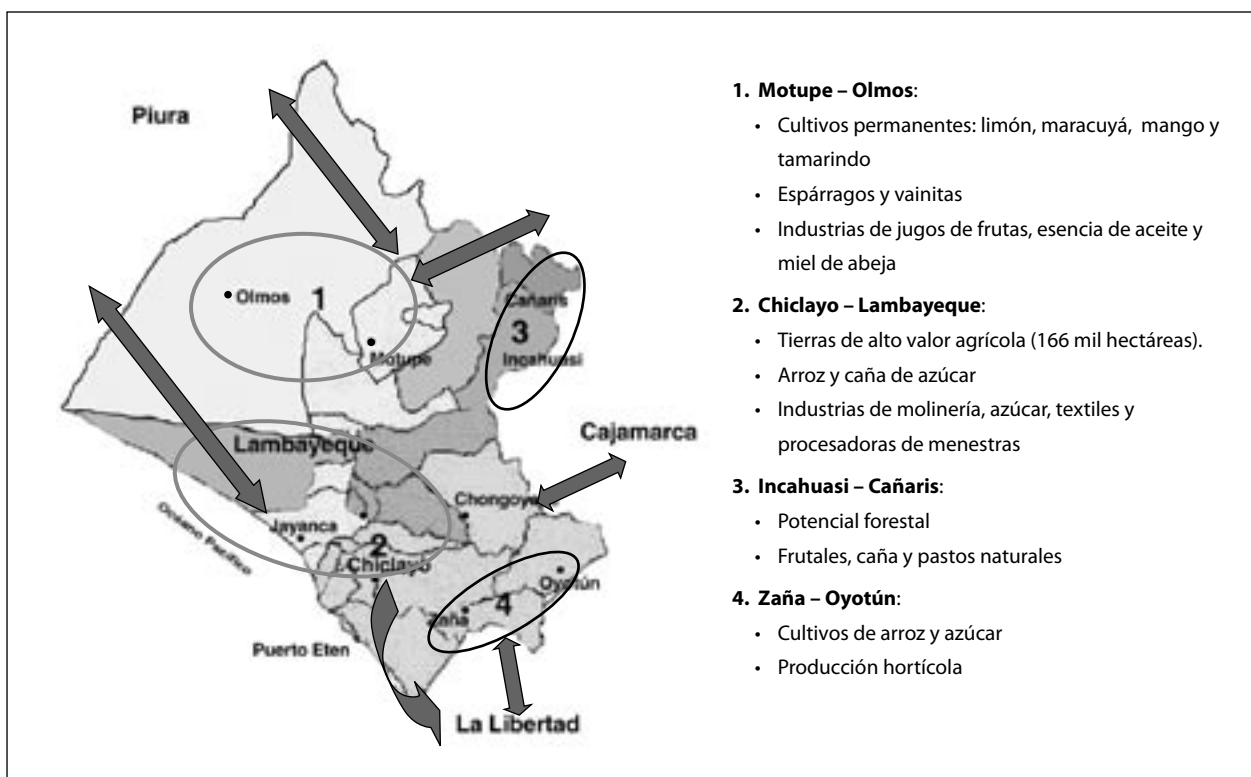 Piura
Olmos
1
Motupe
Cañaris
3
Incahuasi
Lambayeque
Cajamarca
Chongoya
Jayanca
Océano Pacífico
2
Chiclayo
Oyotún
4
Zaña
Puerto Eten
La Libertad
1. Motupe – Olmos:
• Cultivos permanentes: limón, maracuyá, mango y
tamarindo
• Espárragos y vainitas
• Industrias de jugos de frutas, esencia de aceite y
miel de abeja
2. Chiclayo – Lambayeque:
• Tierras de alto valor agrícola (166 mil hectáreas).
• Arroz y caña de azúcar
• Industrias de molinería, azúcar, textiles y
procesadoras de menestras
3. Incahuasi – Cañaris:
• Potencial forestal
• Frutales, caña y pastos naturales
4. Zaña – Oyotún:
• Cultivos de arroz y azúcar
• Producción hortícola